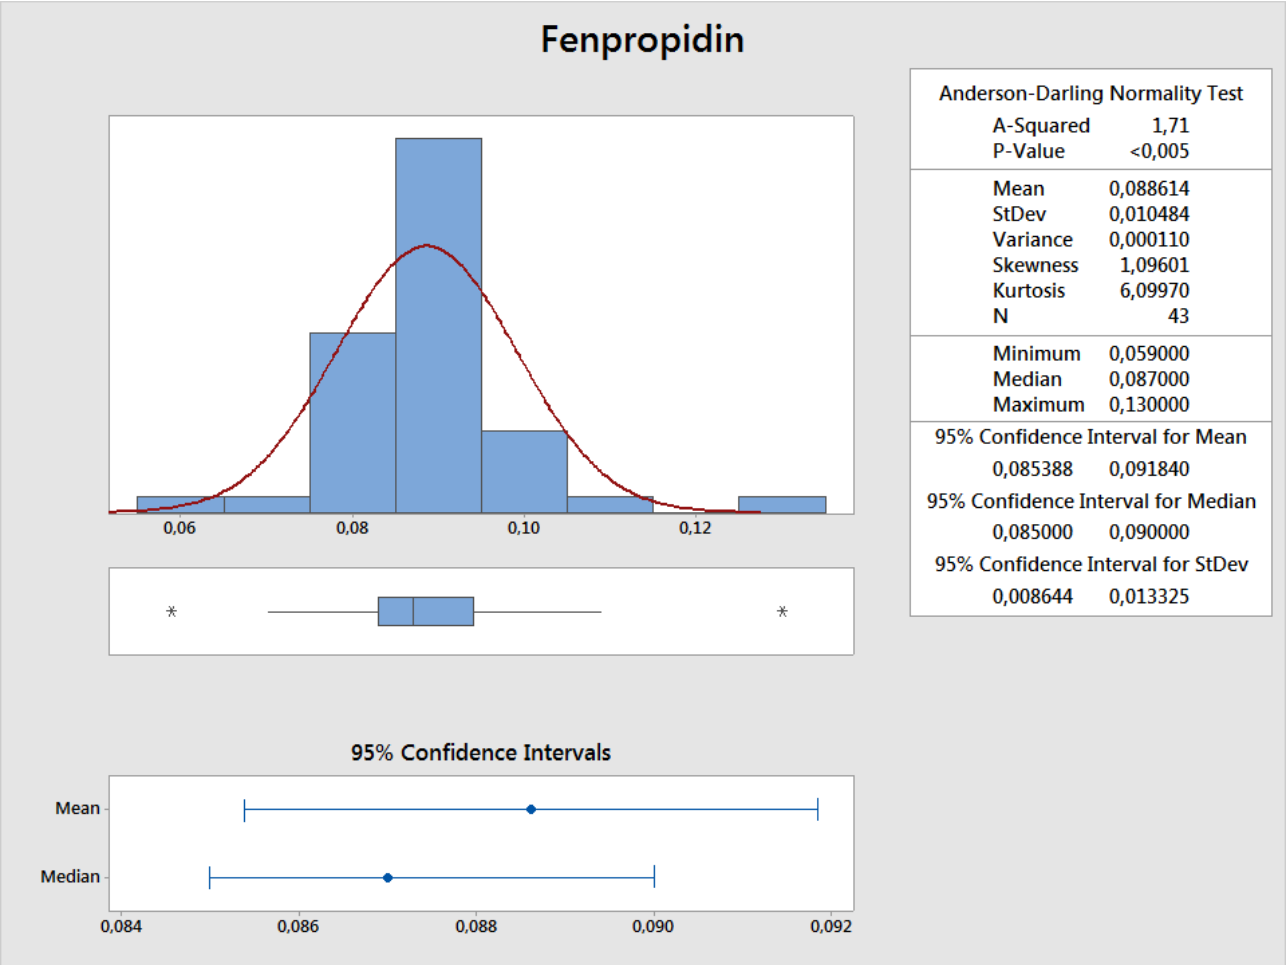 Fenpropidin
0,06 0,08 0,10 0,12
* *
95% Confidence Intervals
Mean
Median
0,084 0,086 0,088 0,090 0,092
Anderson-Darling Normality Test
A-Squared 1,71
P-Value <0,005
Mean 0,088614
StDev 0,010484
Variance 0,000110
Skewness 1,09601
Kurtosis 6,09970
N 43
Minimum 0,059000
Median 0,087000
Maximum 0,130000
95% Confidence Interval for Mean
0,085388 0,091840
95% Confidence Interval for Median
0,085000 0,090000
95% Confidence Interval for StDev
0,008644 0,013325